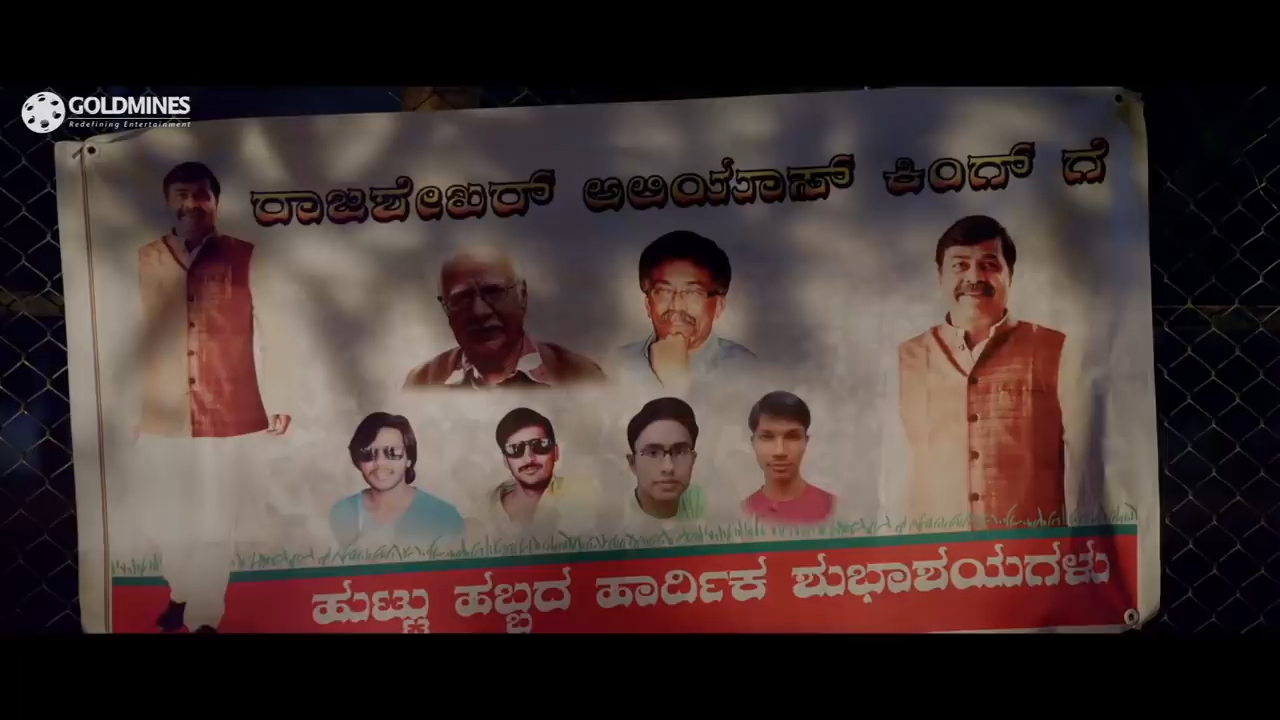 GOLDMINES
Redefining Entertainment
ರಾಜಶೇಖರ್ ಅಲಿಯಾಸ್ ಕಿಂಗ್ ಗೆ
ಹುಟ್ಟು ಹಬ್ಬದ ಹಾರ್ದಿಕ ಶುಭಾಶಯಗಳು